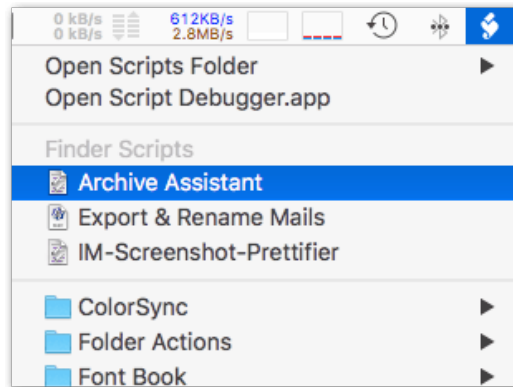 0 kB/s 612KB/s
0 kB/s 2.8MB/s
Open Scripts Folder
Open Script Debugger.app
Finder Scripts
Archive Assistant
Export & Rename Mails
IM-Screenshot-Prettifier
ColorSync
Folder Actions
Font Book